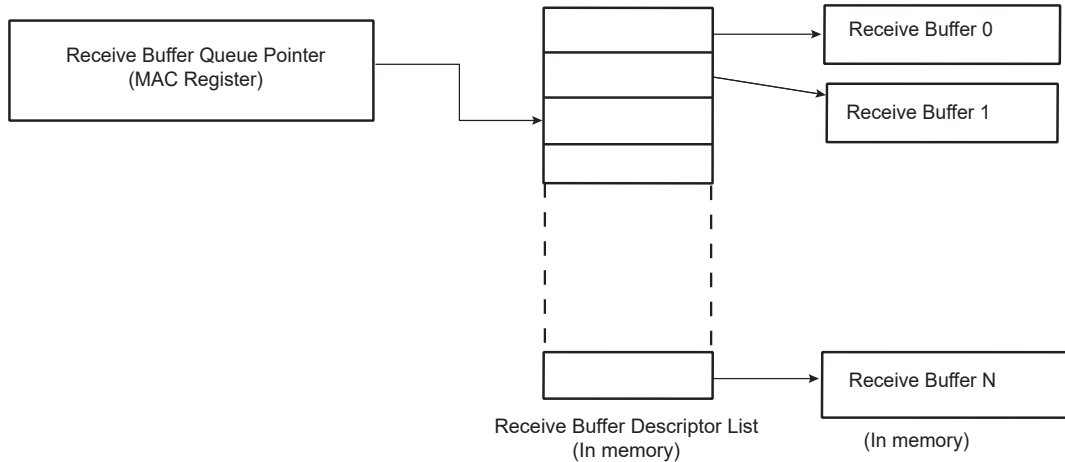 Receive Buffer Queue Pointer
(MAC Register)
Receive Buffer 0
Receive Buffer 1
Receive Buffer N
Receive Buffer Descriptor List
(In memory)
(In memory)